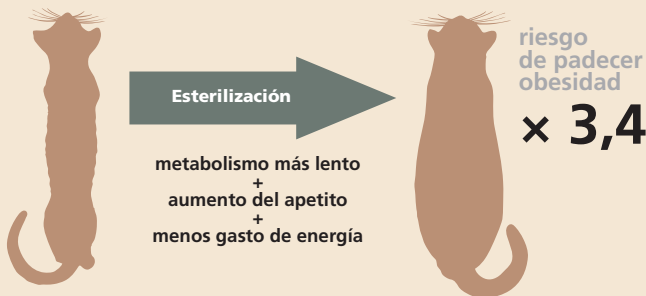 Esterilización
metabolismo más lento
+
aumento del apetito
+
menos gasto de energía
riesgo
de padecer
obesidad
× 3,4